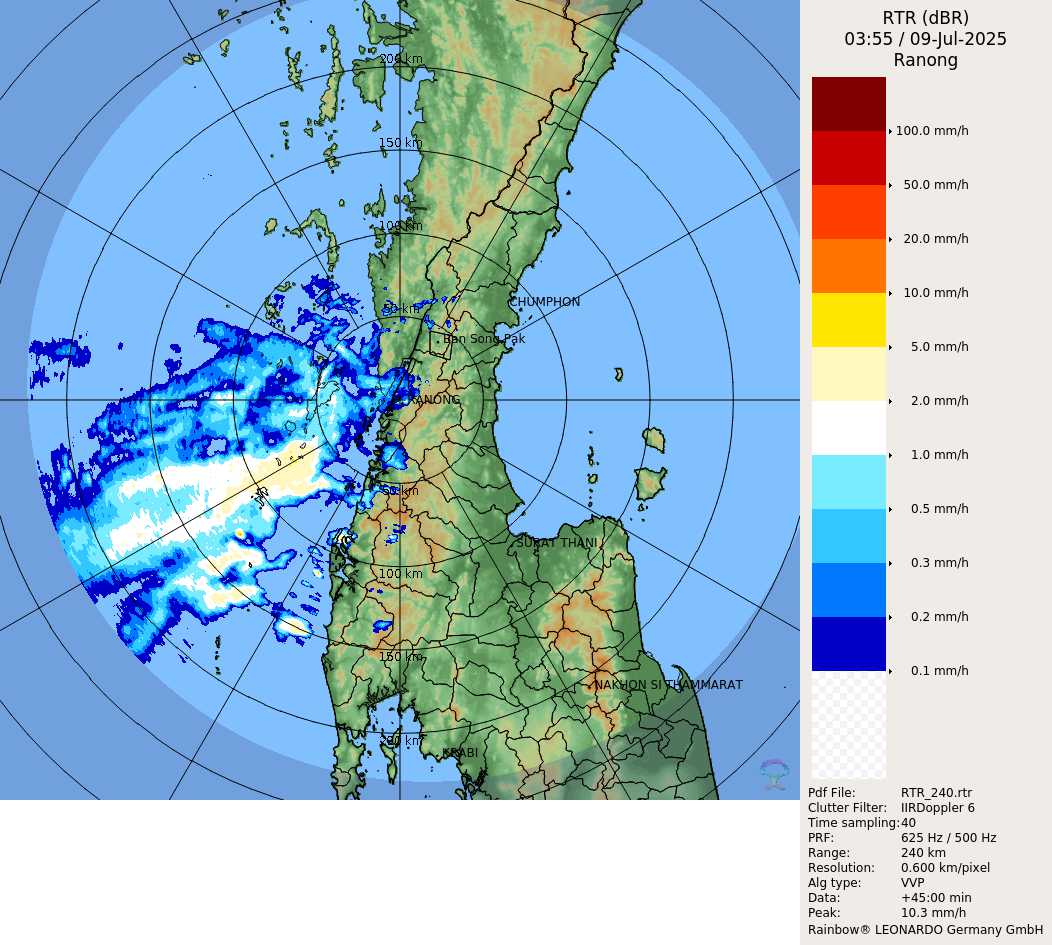 RTR (dBR)
03:55 / 09-Jul-2025
Ranong
100.0 mm/h
50.0 mm/h
20.0 mm/h
10.0 mm/h
5.0 mm/h
2.0 mm/h
1.0 mm/h
0.5 mm/h
0.3 mm/h
0.2 mm/h
0.1 mm/h
200 km
150 km
100 km
50 km
CHUMPHON
Ban Song Pak
RANONG
50 km
SURAT THANI
100 km
150 km
NAKHON SI THAMMARAT
200 km
KRABI
Pdf File: RTR_240.rtr
Clutter Filter: IIRDoppler 6
Time sampling: 40
PRF: 625 Hz / 500 Hz
Range: 240 km
Resolution: 0.600 km/pixel
Alg type: VVP
Data: +45:00 min
Peak: 10.3 mm/h
Rainbow® LEONARDO Germany GmbH